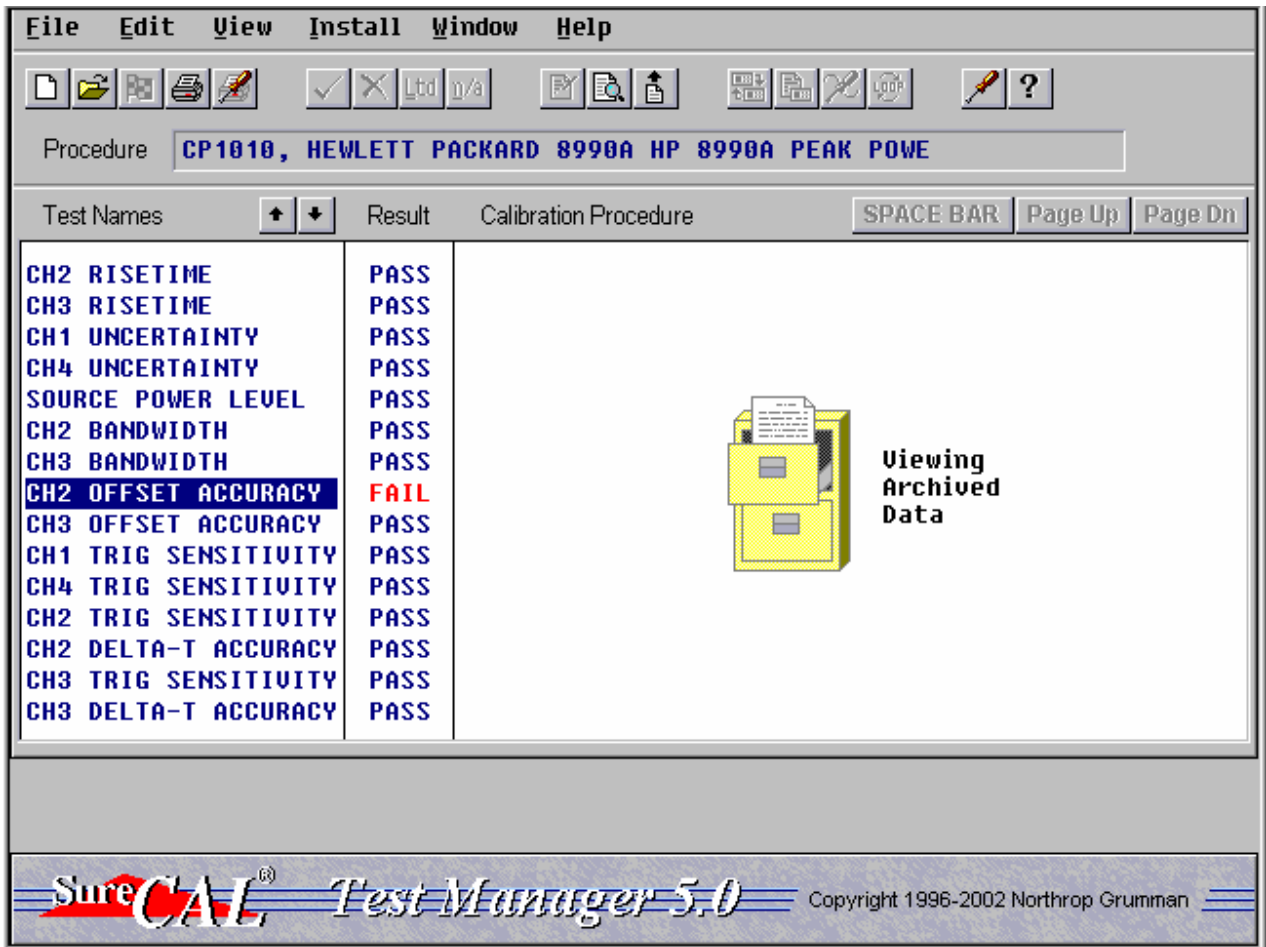 File Edit View Install Window Help
Ltd n/a LOOP ?
Procedure CP1010, HEWLETT PACKARD 8990A HP 8990A PEAK POWE
Test Names Result Calibration Procedure SPACE BAR Page Up Page Dn
CH2 RISETIME PASS
CH3 RISETIME PASS
CH1 UNCERTAINTY PASS
CH4 UNCERTAINTY PASS
SOURCE POWER LEVEL PASS
CH2 BANDWIDTH PASS
CH3 BANDWIDTH PASS
CH2 OFFSET ACCURACY FAIL
CH3 OFFSET ACCURACY PASS
CH1 TRIG SENSITIVITY PASS
CH4 TRIG SENSITIVITY PASS
CH2 TRIG SENSITIVITY PASS
CH2 DELTA-T ACCURACY PASS
CH3 TRIG SENSITIVITY PASS
CH3 DELTA-T ACCURACY PASS
Viewing
Archived
Data
SureCAL® Test Manager 5.0 Copyright 1996-2002 Northrop Grumman